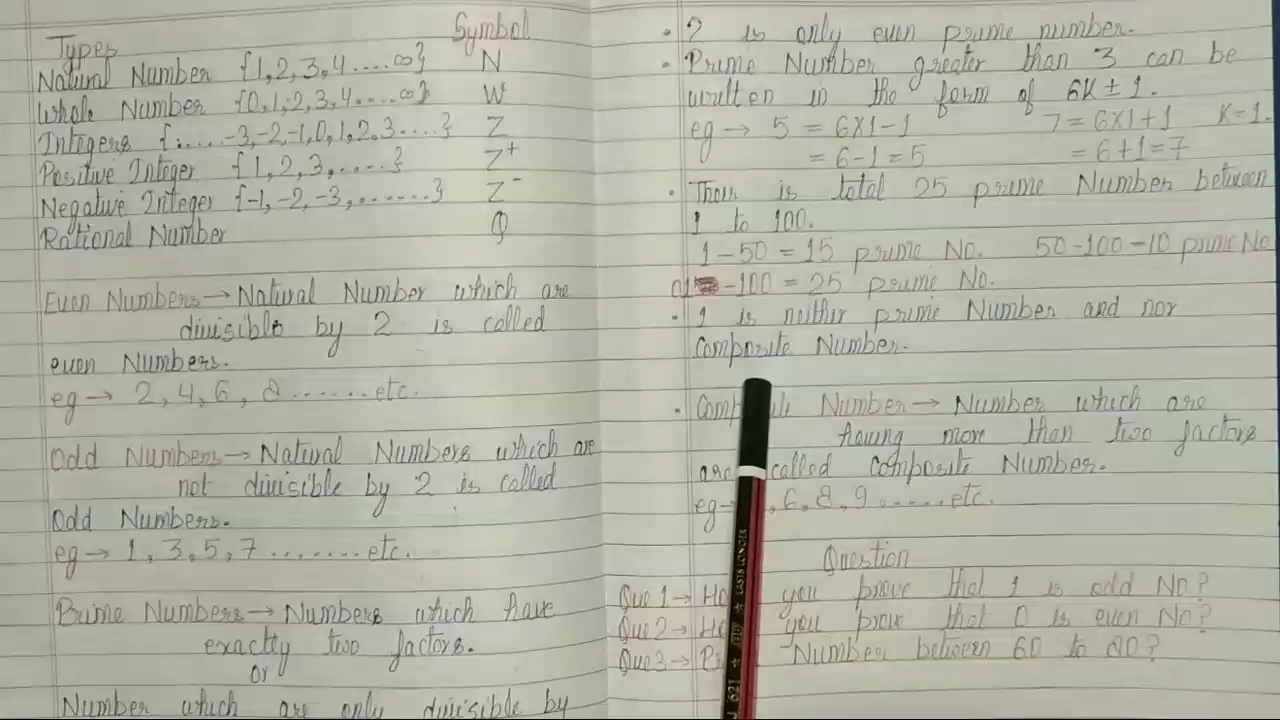 Types Symbol
Natural Number {1,2,3,4.....∞} N
Whole Number {0,1,2,3,4.....∞} W
Integers {.....-3,-2,-1,0,1,2,3.....} Z
Positive Integer {1,2,3,.....} Z⁺
Negative Integer {-1,-2,-3,.......} Z⁻
Rational Number Q
Even Numbers → Natural Number which are
divisible by 2 is called
even Numbers.
eg → 2,4,6,8.......etc.
Odd Numbers → Natural Numbers which are
not divisible by 2 is called
Odd Numbers.
eg → 1,3,5,7........etc.
Prime Numbers → Numbers which have
exactly two factors.
or
Number which are only divisible by
• 2 is only even prime number.
• Prime Number greater than 3 can be
written in the form of 6K ± 1.
eg → 5 = 6X1-1 7 = 6X1+1 K=1.
= 6-1=5 = 6+1=7
• Their is total 25 prime Number between
1 to 100.
1-50 = 15 prime No. 50-100-10 prime No
-100 = 25 prime No.
• 1 is neither prime Number and nor
composite Number.
• Number → Number which are
having more than two factors
are called composite Number.
eg ,6,8,9......etc.
Question
Que 1 → you prove that 1 is odd No?
Que 2 → you prove that 0 is even No?
Que 3 → Number between 60 to 80?
621 ★ ★ LASTS LONGER